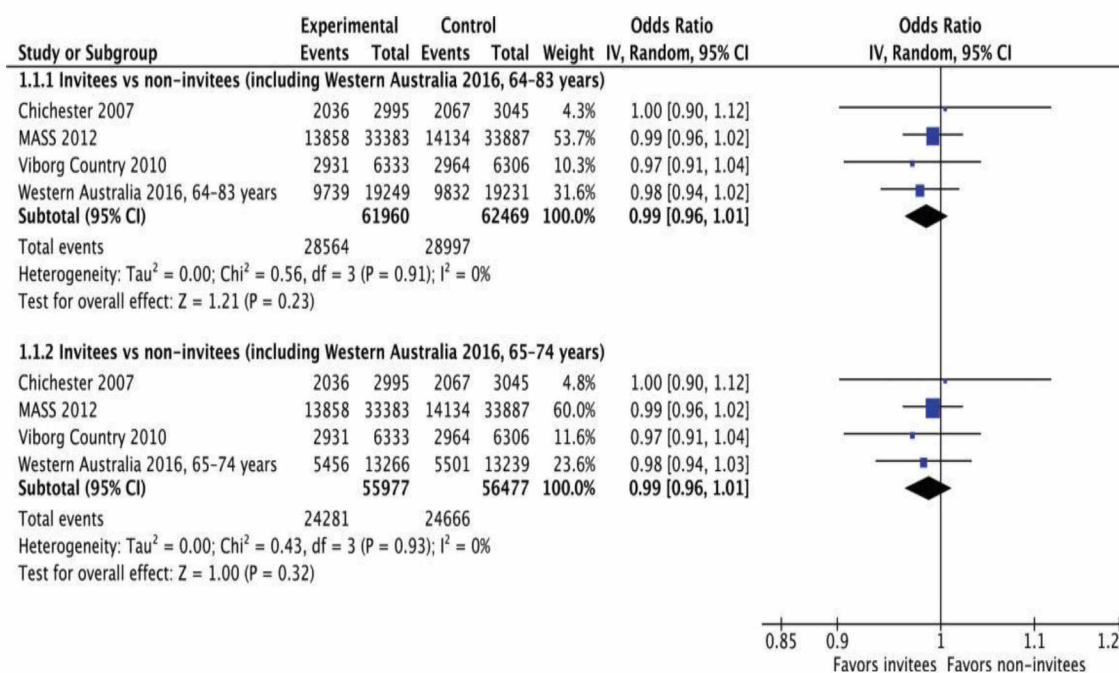 Experimental Control Odds Ratio Odds Ratio
Study or Subgroup Events Total Events Total Weight IV, Random, 95% CI IV, Random, 95% CI
1.1.1 Invitees vs non-invitees (including Western Australia 2016, 64-83 years)
Chichester 2007 2036 2995 2067 3045 4.3% 1.00 [0.90, 1.12]
MASS 2012 13858 33383 14134 33887 53.7% 0.99 [0.96, 1.02]
Viborg Country 2010 2931 6333 2964 6306 10.3% 0.97 [0.91, 1.04]
Western Australia 2016, 64-83 years 9739 19249 9832 19231 31.6% 0.98 [0.94, 1.02]
Subtotal (95% CI) 61960 62469 100.0% 0.99 [0.96, 1.01]
Total events 28564 28997
Heterogeneity: Tau² = 0.00; Chi² = 0.56, df = 3 (P = 0.91); I² = 0%
Test for overall effect: Z = 1.21 (P = 0.23)
1.1.2 Invitees vs non-invitees (including Western Australia 2016, 65-74 years)
Chichester 2007 2036 2995 2067 3045 4.8% 1.00 [0.90, 1.12]
MASS 2012 13858 33383 14134 33887 60.0% 0.99 [0.96, 1.02]
Viborg Country 2010 2931 6333 2964 6306 11.6% 0.97 [0.91, 1.04]
Western Australia 2016, 65-74 years 5456 13266 5501 13239 23.6% 0.98 [0.94, 1.03]
Subtotal (95% CI) 55977 56477 100.0% 0.99 [0.96, 1.01]
Total events 24281 24666
Heterogeneity: Tau² = 0.00; Chi² = 0.43, df = 3 (P = 0.93); I² = 0%
Test for overall effect: Z = 1.00 (P = 0.32)
0.85 0.9 1 1.1 1.2
Favors invitees Favors non-invitees